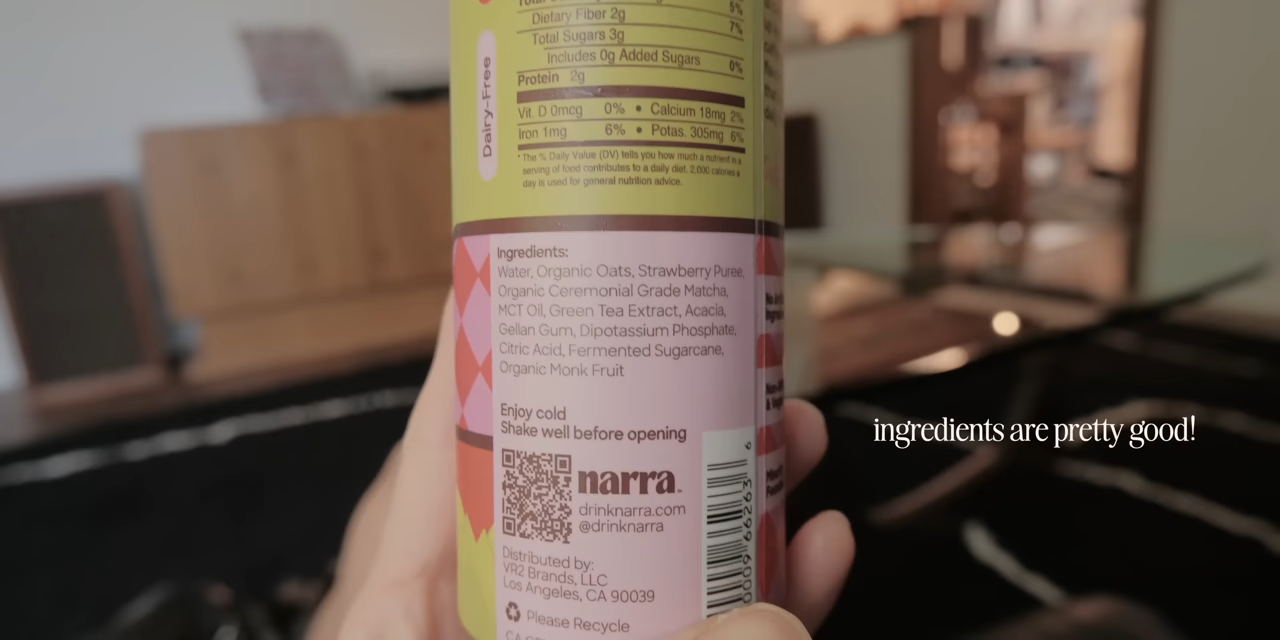 5%
Dietary Fiber 2g 7%
Total Sugars 3g
Includes 0g Added Sugars 0%
Protein 2g
Vit. D 0mcg 0% • Calcium 18mg 2%
Iron 1mg 6% • Potas. 305mg 6%
* The % Daily Value (DV) tells you how much a nutrient in a
serving of food contributes to a daily diet. 2,000 calories a
day is used for general nutrition advice.
Dairy-Free
Ingredients:
Water, Organic Oats, Strawberry Puree,
Organic Ceremonial Grade Matcha,
MCT Oil, Green Tea Extract, Acacia,
Gellan Gum, Dipotassium Phosphate,
Citric Acid, Fermented Sugarcane,
Organic Monk Fruit
Enjoy cold
Shake well before opening
narra™
drinknarra.com
@drinknarra
Distributed by:
VR2 Brands, LLC
Los Angeles, CA 90039
Please Recycle
0009 66263 6
ingredients are pretty good!